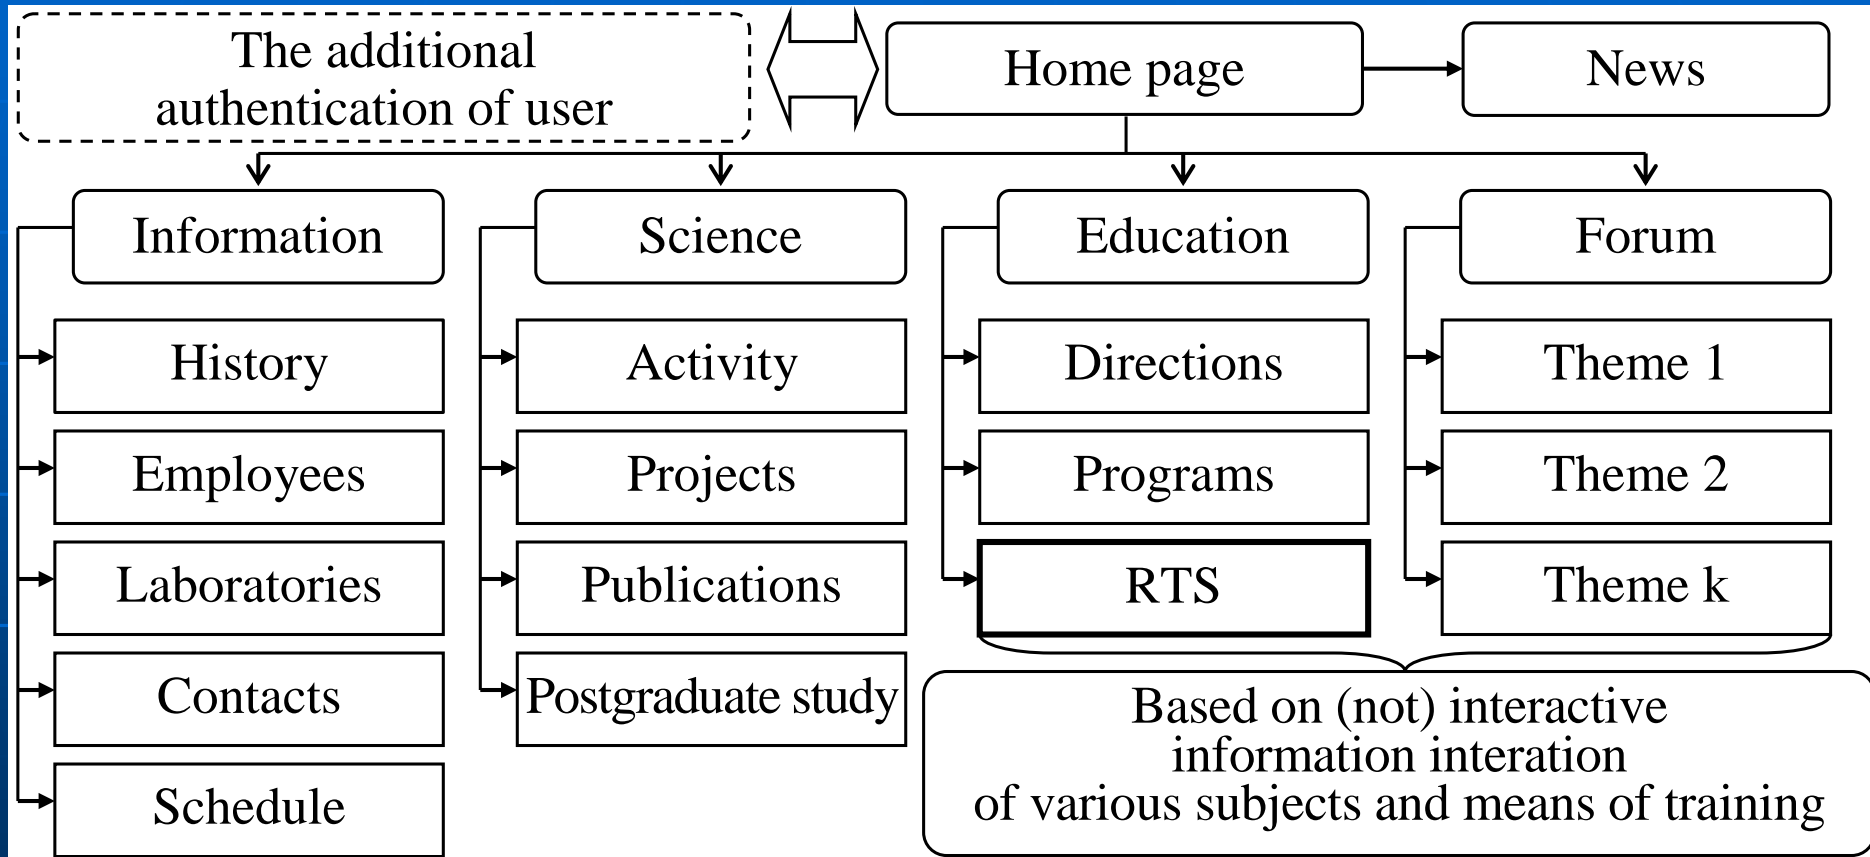 The additional
authentication of user
Home page
News
Information
Science
Education
Forum
History
Activity
Directions
Theme 1
Employees
Projects
Programs
Theme 2
Laboratories
Publications
RTS
Theme k
Contacts
Postgraduate study
Schedule
Based on (not) interactive
information interation
of various subjects and means of training